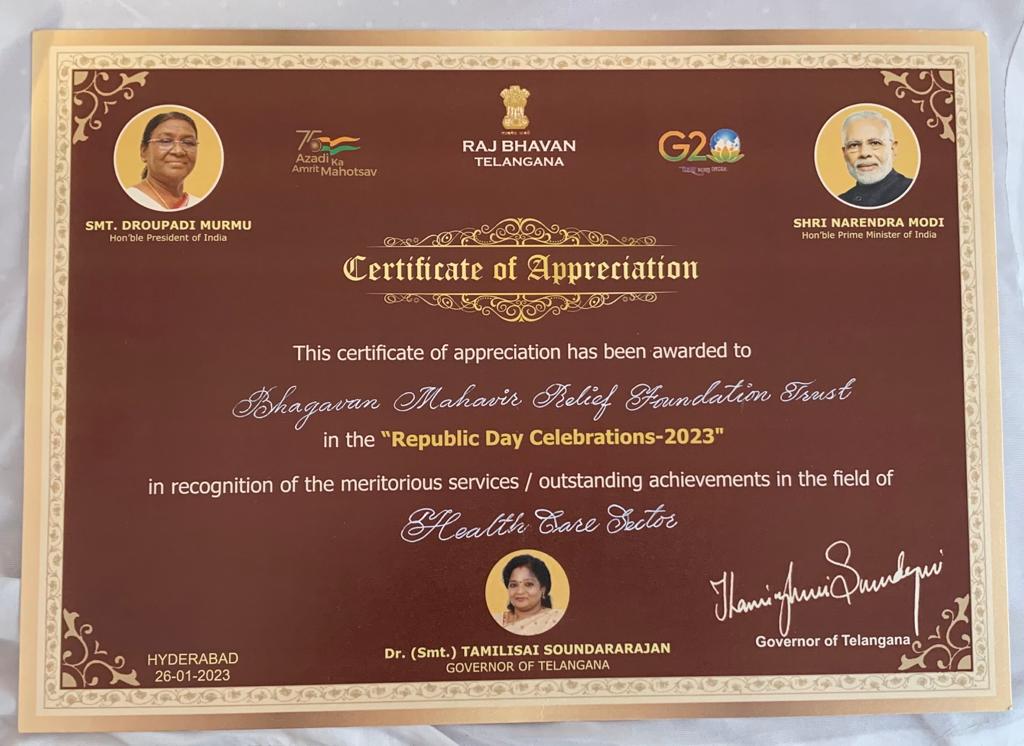 RAJ BHAVAN
TELANGANA
75
Azadi Ka
Amrit Mahotsav
G20
SMT. DROUPADI MURMU
Hon'ble President of India
SHRI NARENDRA MODI
Hon'ble Prime Minister of India
Certificate of Appreciation
This certificate of appreciation has been awarded to
Bhagavan Mahavir Relief Foundation Trust
in the “Republic Day Celebrations-2023"
in recognition of the meritorious services / outstanding achievements in the field of
Health Care Sector
Governor of Telangana
Dr. (Smt.) TAMILISAI SOUNDARARAJAN
GOVERNOR OF TELANGANA
HYDERABAD
26-01-2023